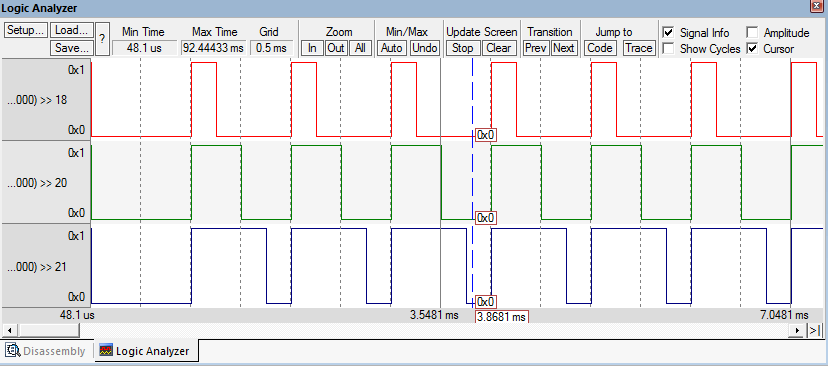 Logic Analyzer
Setup... Load... Save... ? Min Time Max Time Grid Zoom Min/Max Update Screen Transition Jump to Signal Info Amplitude
48.1 us 92.44433 ms 0.5 ms In Out All Auto Undo Stop Clear Prev Next Code Trace Show Cycles Cursor
0x1
...000) >> 18
0x0 0x0
0x1
...000) >> 20
0x0 0x0
0x1
...000) >> 21
0x0 0x0
48.1 us 3.5481 ms 3.8681 ms 7.0481 ms
Disassembly Logic Analyzer